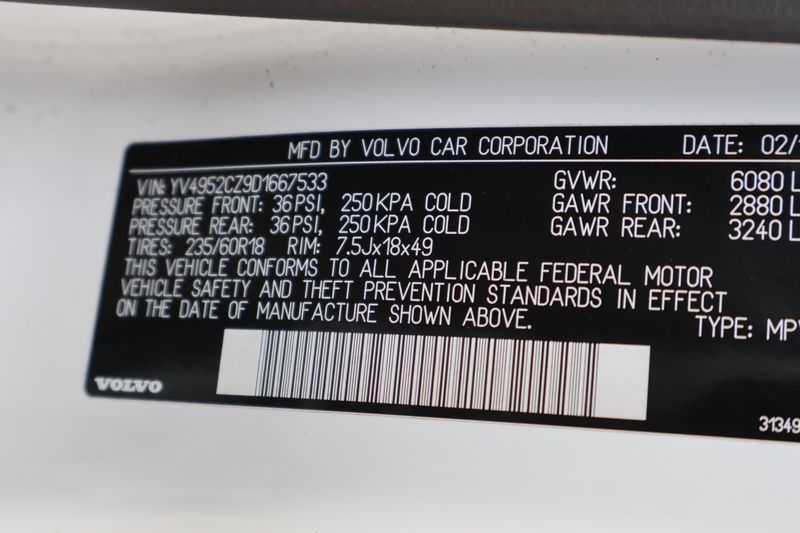 MFD BY VOLVO CAR CORPORATION DATE: 02/1
VIN: YV4952CZ9D1667533 GVWR: 6080 L
PRESSURE FRONT: 36PSI, 250KPA COLD GAWR FRONT: 2880 L
PRESSURE REAR: 36PSI, 250KPA COLD GAWR REAR: 3240 L
TIRES: 235/60R18 RIM: 7.5Jx18x49
THIS VEHICLE CONFORMS TO ALL APPLICABLE FEDERAL MOTOR
VEHICLE SAFETY AND THEFT PREVENTION STANDARDS IN EFFECT
ON THE DATE OF MANUFACTURE SHOWN ABOVE.
TYPE: MPV
VOLVO
31349